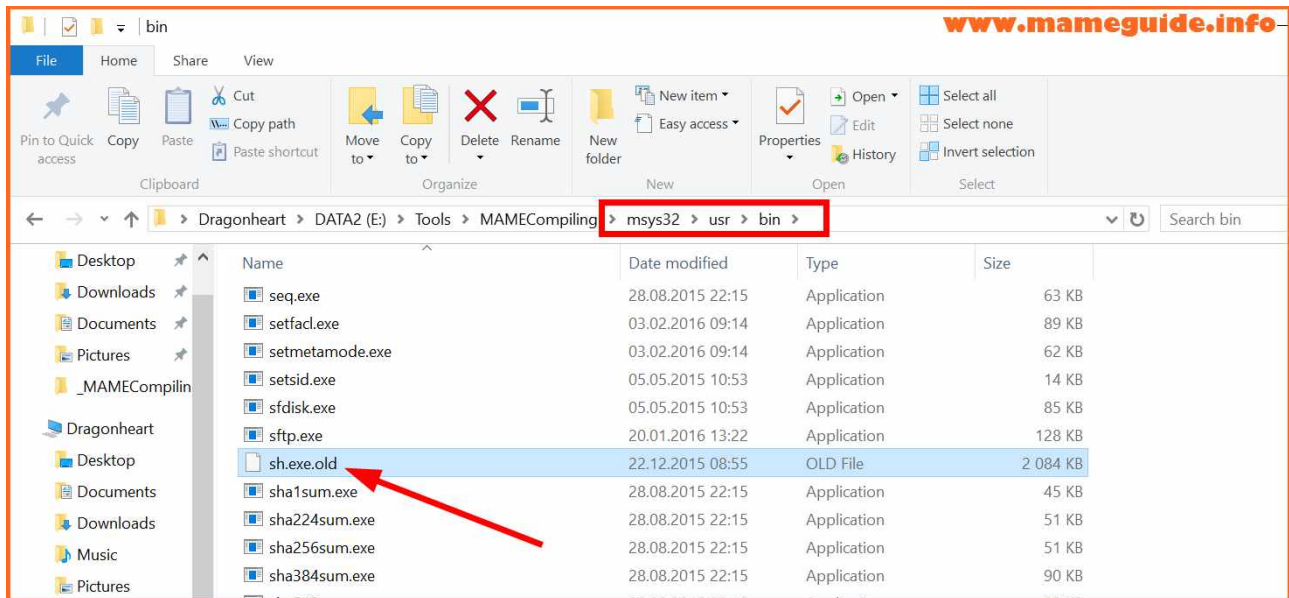 bin
www.mameguide.info
File Home Share View
Pin to Quick access
Copy
Paste
Cut
Copy path
Paste shortcut
Clipboard
Move to
Copy to
Delete
Rename
Organize
New folder
New item
Easy access
New
Properties
Open
Edit
History
Open
Select all
Select none
Invert selection
Select
Dragonheart > DATA2 (E:) > Tools > MAMECompiling > msys32 > usr > bin >
Search bin
Desktop
Downloads
Documents
Pictures
_MAMECompilin
Dragonheart
Desktop
Documents
Downloads
Music
Pictures
Name Date modified Type Size
seq.exe 28.08.2015 22:15 Application 63 KB
setfacl.exe 03.02.2016 09:14 Application 89 KB
setmetamode.exe 03.02.2016 09:14 Application 62 KB
setsid.exe 05.05.2015 10:53 Application 14 KB
sfdisk.exe 05.05.2015 10:53 Application 85 KB
sftp.exe 20.01.2016 13:22 Application 128 KB
sh.exe.old 22.12.2015 08:55 OLD File 2 084 KB
sha1sum.exe 28.08.2015 22:15 Application 45 KB
sha224sum.exe 28.08.2015 22:15 Application 51 KB
sha256sum.exe 28.08.2015 22:15 Application 51 KB
sha384sum.exe 28.08.2015 22:15 Application 90 KB